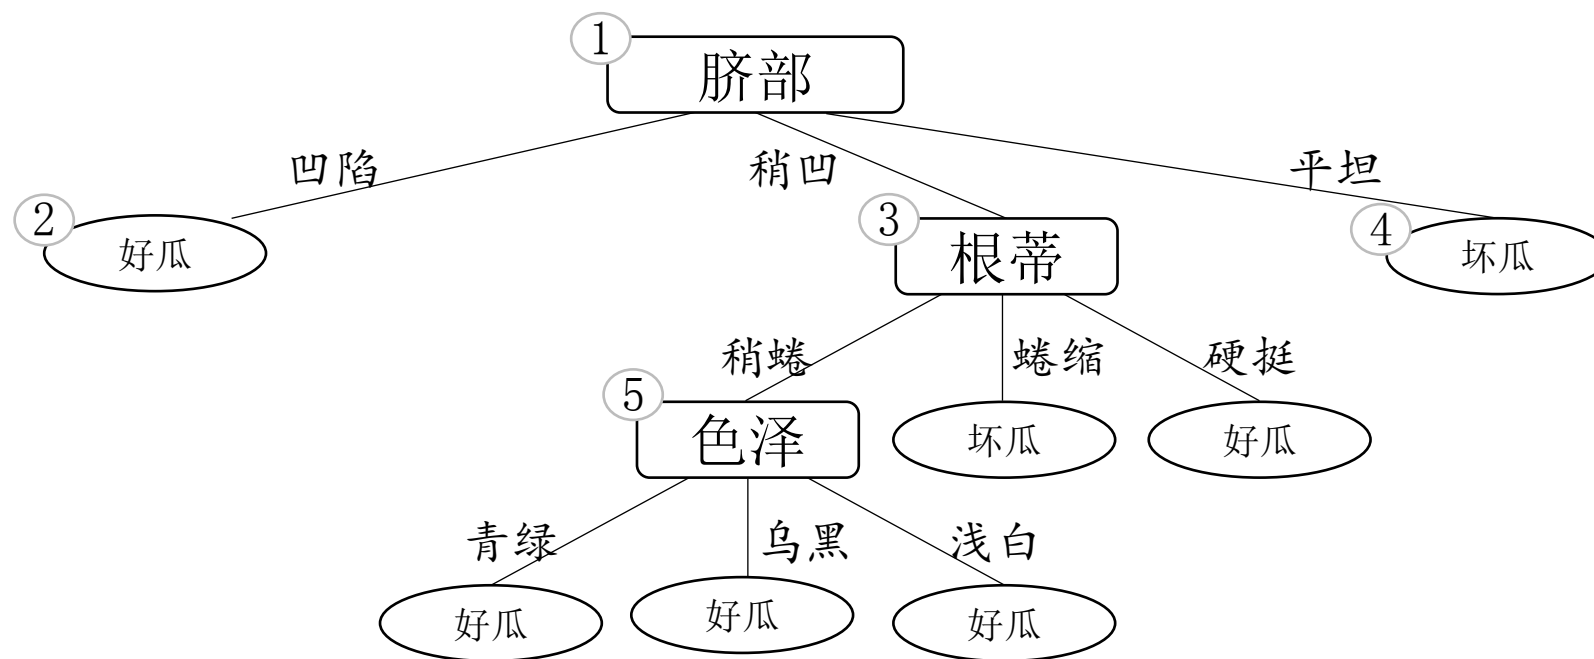 1
脐部
凹陷
稍凹
平坦
2
好瓜
3
根蒂
4
坏瓜
稍蜷
蜷缩
硬挺
5
色泽
坏瓜
好瓜
青绿
乌黑
浅白
好瓜
好瓜
好瓜